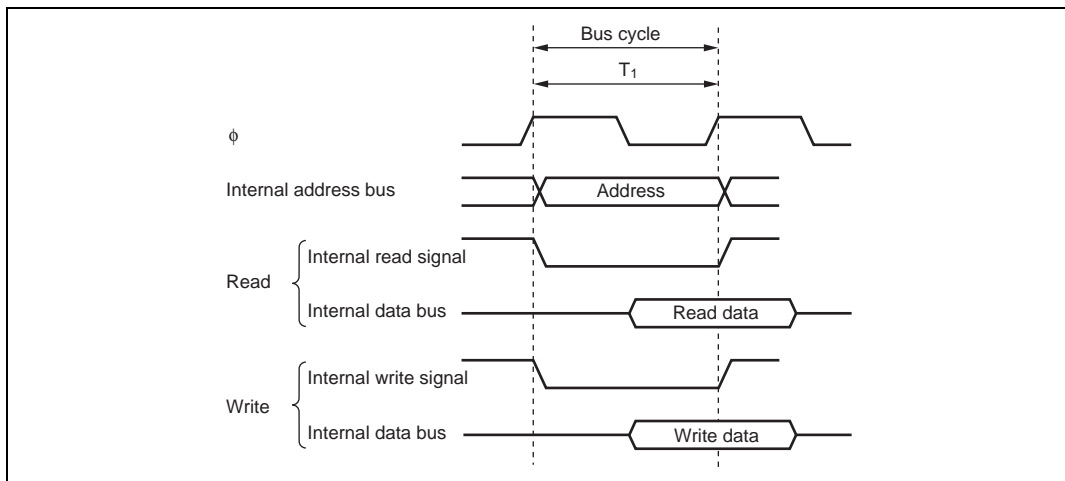 Bus cycle
T₁
ϕ
Internal address bus
Address
Read
Internal read signal
Internal data bus
Read data
Write
Internal write signal
Internal data bus
Write data